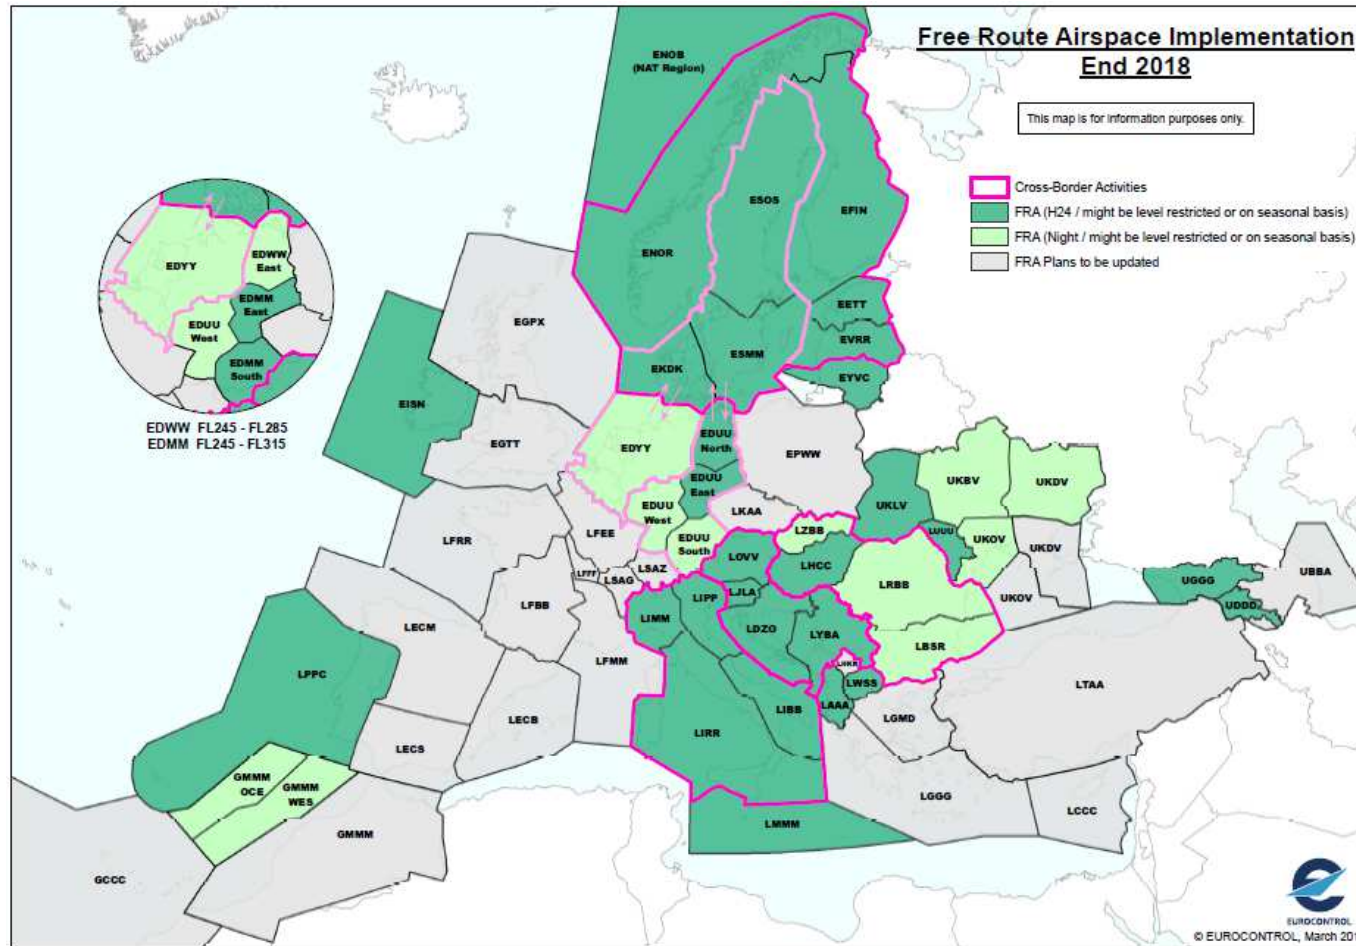 Free Route Airspace Implementation
End 2018
This map is for information purposes only.
Cross-Border Activities
FRA (H24 / might be level restricted or on seasonal basis)
FRA (Night / might be level restricted or on seasonal basis)
FRA Plans to be updated
ENOB
(NAT Region)
ESOS
EFIN
ENOR
EDYY
EDWW
East
EDMM
East
EDUU
West
EDMM
South
EDWW FL245 - FL285
EDMM FL245 - FL315
EETT
EGPX
EVRR
ESMM
EKDK
EYVC
EISN
EGTT
EDYY
EDUU
North
EPWW
EDUU
East
UKBV
UKDV
UKLV
EDUU
West
LKAA
LFRR
LFEE
EDUU
South
LZBB
LUUU
UKOV
UKDV
LOVV
LHCC
LSAZ
LSAG
LFFF
UBBA
UGGG
UDDD
LRBB
UKOV
LFBB
LIPP
LJLA
LIMM
LECM
LDZO
LYBA
LBSR
LFMM
LPPC
LWSS
LTAA
LAAA
LIBB
LGMD
LECB
LIRR
LECS
GMMM
OCE
GMMM
WES
LGGG
LCCC
LMMM
GMMM
GCCC
EUROCONTROL
© EUROCONTROL, March 201